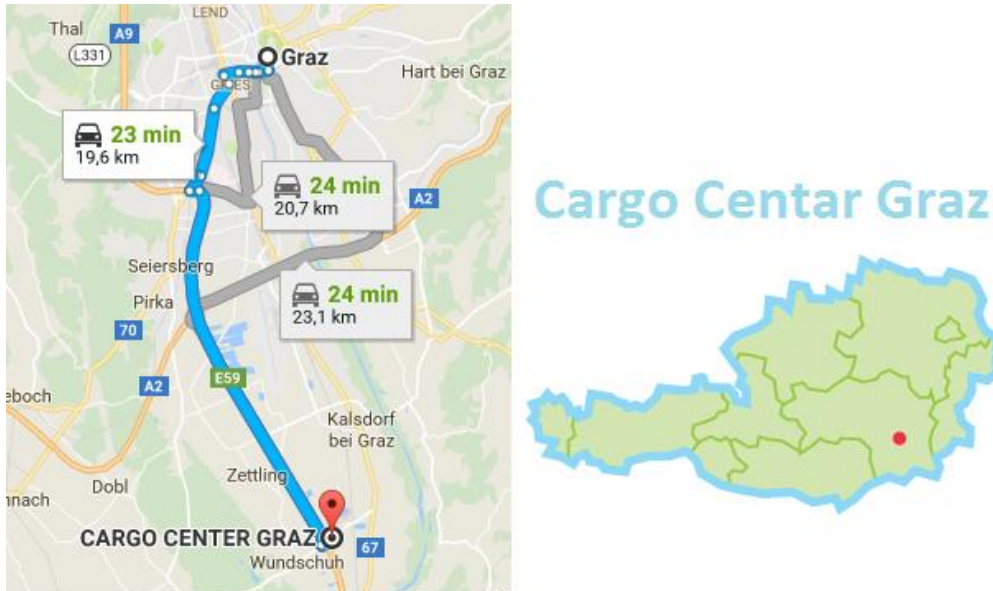 LEND
Thal
A9
L331
Graz
Hart bei Graz
23 min
19,6 km
24 min
20,7 km
A2
Cargo Centar Graz
Seiersberg
24 min
23,1 km
Pirka
70
E59
A2
eboch
Kalsdorf
bei Graz
Zettling
Dobl
nnach
CARGO CENTER GRAZ
67
Wundschuh